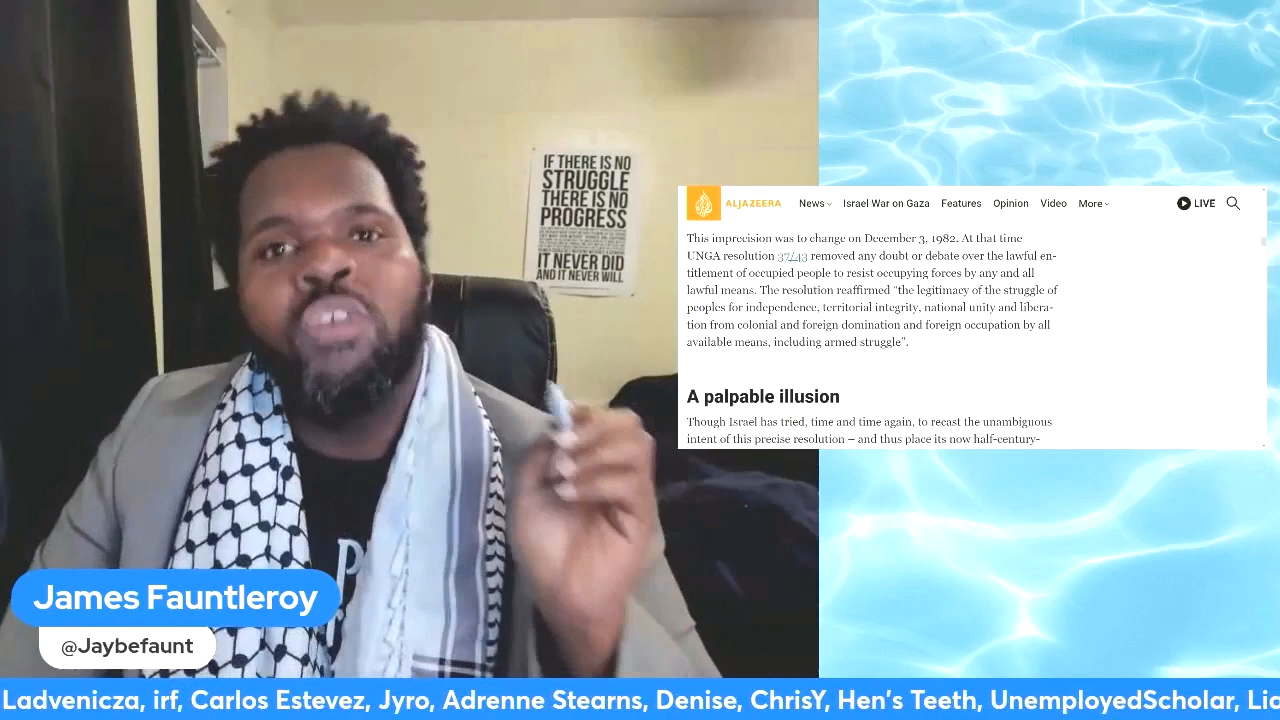 IF THERE IS NO
STRUGGLE
THERE IS NO
PROGRESS
IT NEVER DID
AND IT NEVER WILL
ALJAZEERA
News
Israel War on Gaza
Features
Opinion
Video
More
LIVE
This imprecision was to change on December 3, 1982. At that time
UNGA resolution 37/43 removed any doubt or debate over the lawful en-
titlement of occupied people to resist occupying forces by any and all
lawful means. The resolution reaffirmed "the legitimacy of the struggle of
peoples for independence, territorial integrity, national unity and libera-
tion from colonial and foreign domination and foreign occupation by all
available means, including armed struggle".
A palpable illusion
Though Israel has tried, time and time again, to recast the unambiguous
intent of this precise resolution – and thus place its now half-century-
James Fauntleroy
@Jaybefaunt
Ladvenicza, irf, Carlos Estevez, Jyro, Adrenne Stearns, Denise, ChrisY, Hen's Teeth, UnemployedScholar,